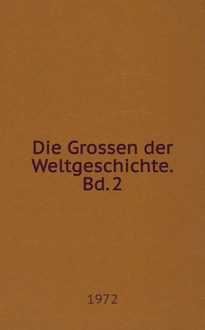 Die Grossen der
Weltgeschichte.
Bd. 2
1972